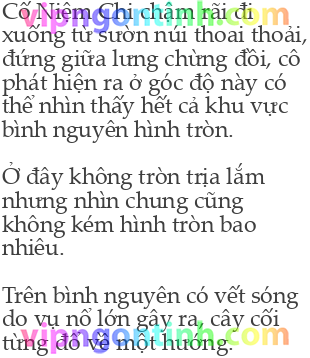 Cố Niệm Chi chậm rãi đi
xuống từ sườn núi thoai thoải,
đứng giữa lưng chừng đồi, cô
phát hiện ra ở góc độ này có
thể nhìn thấy hết cả khu vực
bình nguyên hình tròn.
Ở đây không tròn trịa lắm
nhưng nhìn chung cũng
không kém hình tròn bao
nhiêu.
Trên bình nguyên có vết sóng
do vụ nổ lớn gây ra, cây cối
từng đổ về một hướng.
vipngontinh.com
vipngontinh.com